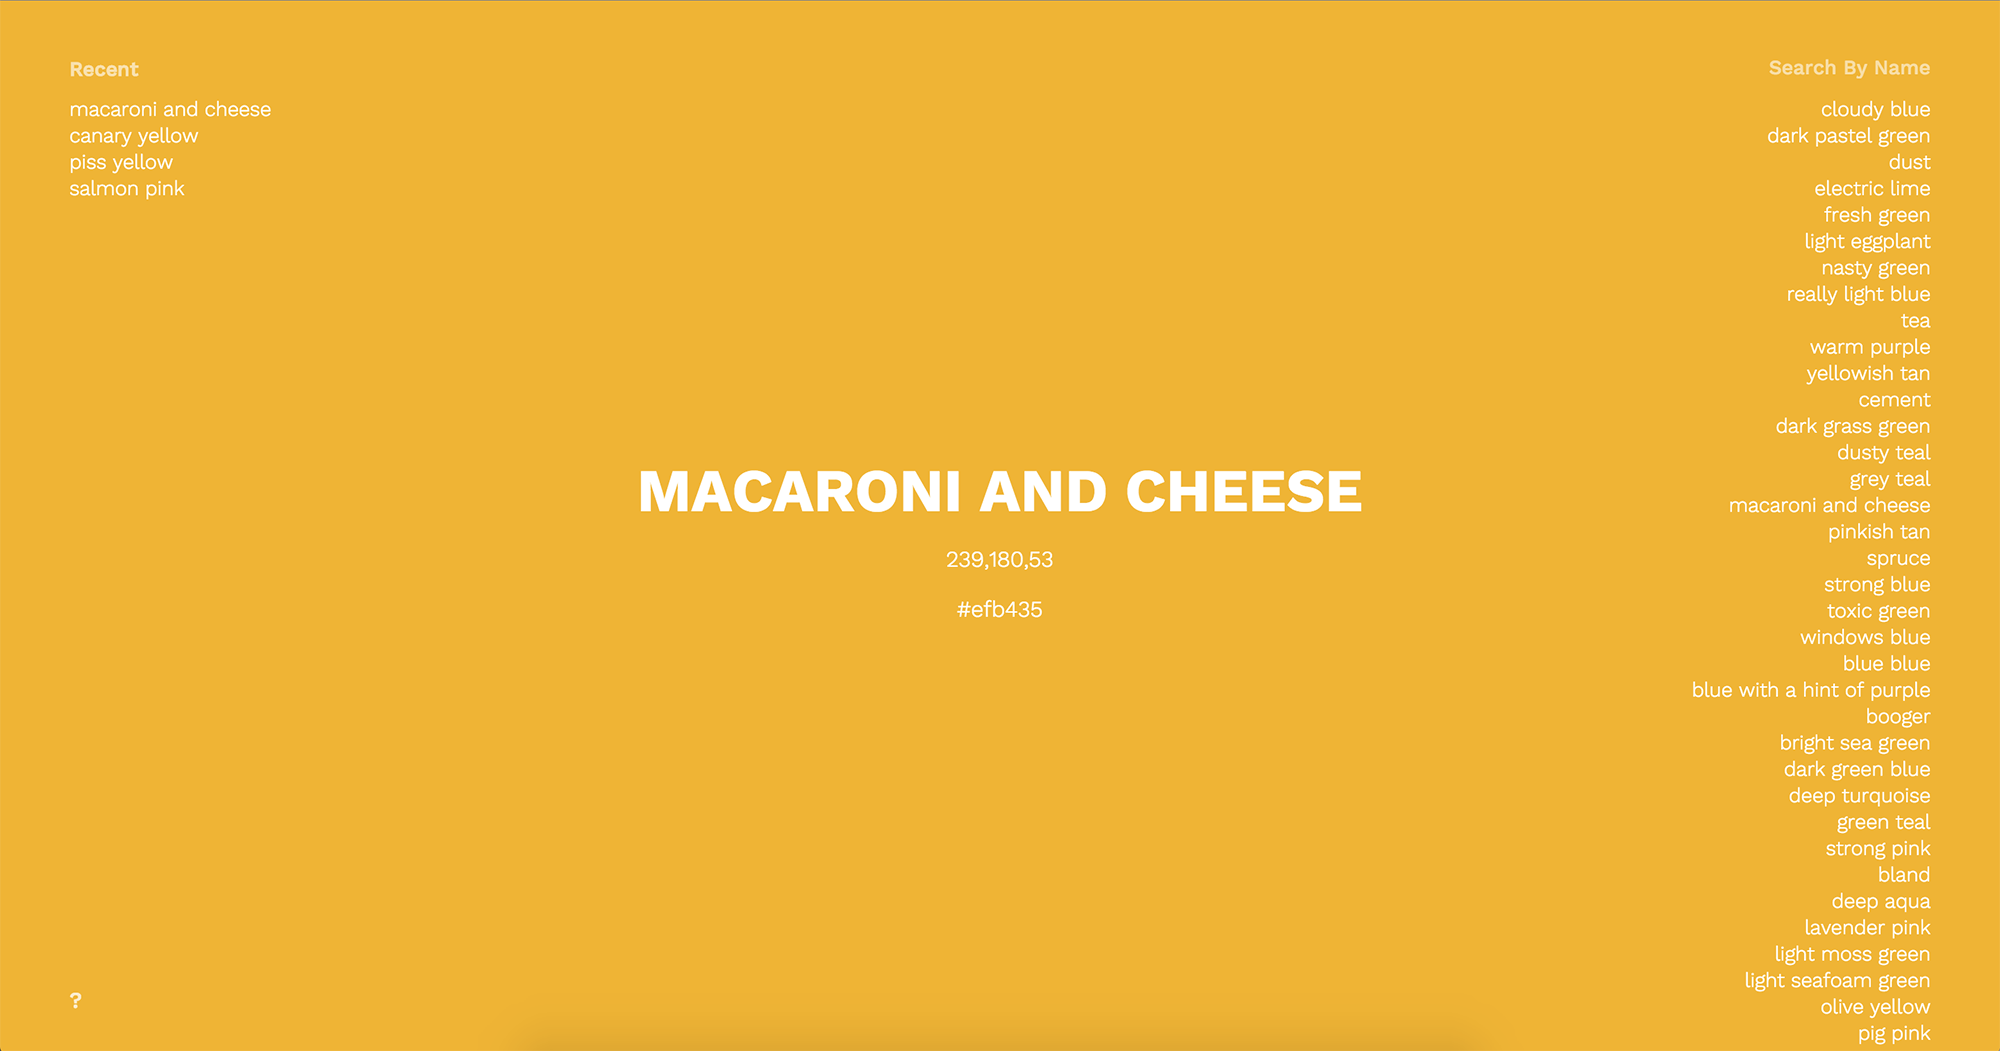 Recent
macaroni and cheese
canary yellow
piss yellow
salmon pink
MACARONI AND CHEESE
239,180,53
#efb435
?
Search By Name
cloudy blue
dark pastel green
dust
electric lime
fresh green
light eggplant
nasty green
really light blue
tea
warm purple
yellowish tan
cement
dark grass green
dusty teal
grey teal
macaroni and cheese
pinkish tan
spruce
strong blue
toxic green
windows blue
blue blue
blue with a hint of purple
booger
bright sea green
dark green blue
deep turquoise
green teal
strong pink
bland
deep aqua
lavender pink
light moss green
light seafoam green
olive yellow
pig pink